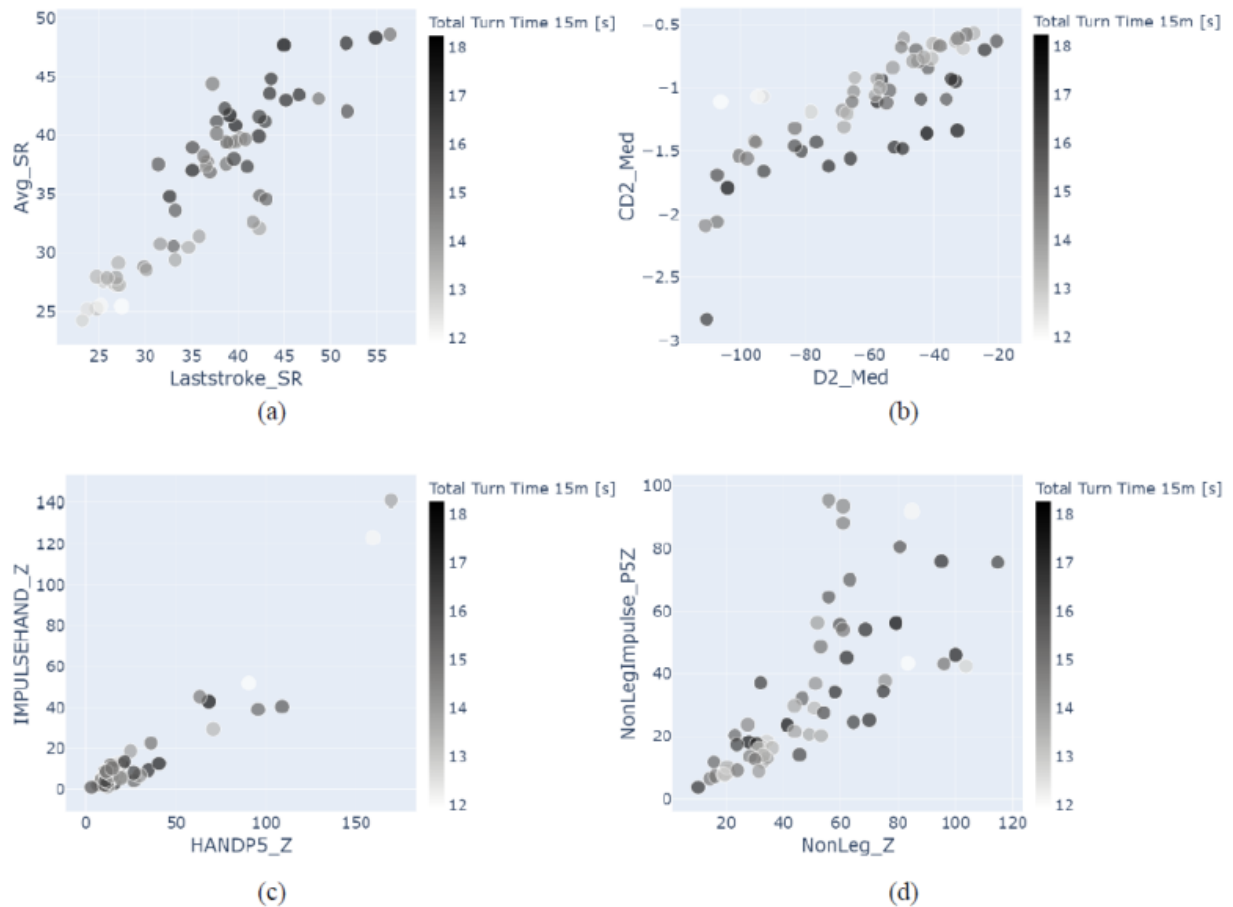 50
45
40
35
30
25
Avg_SR
25 30 35 40 45 50 55
Laststroke_SR
Total Turn Time 15m [s]
18
17
16
15
14
13
12
(a)
−0.5
−1
−1.5
−2
−2.5
−3
CD2_Med
−100 −80 −60 −40 −20
D2_Med
Total Turn Time 15m [s]
18
17
16
15
14
13
12
(b)
140
120
100
80
60
40
20
0
IMPULSEHAND_Z
0 50 100 150
HANDP5_Z
Total Turn Time 15m [s]
18
17
16
15
14
13
12
(c)
100
80
60
40
20
0
NonLegImpulse_P5Z
20 40 60 80 100 120
NonLeg_Z
Total Turn Time 15m [s]
18
17
16
15
14
13
12
(d)